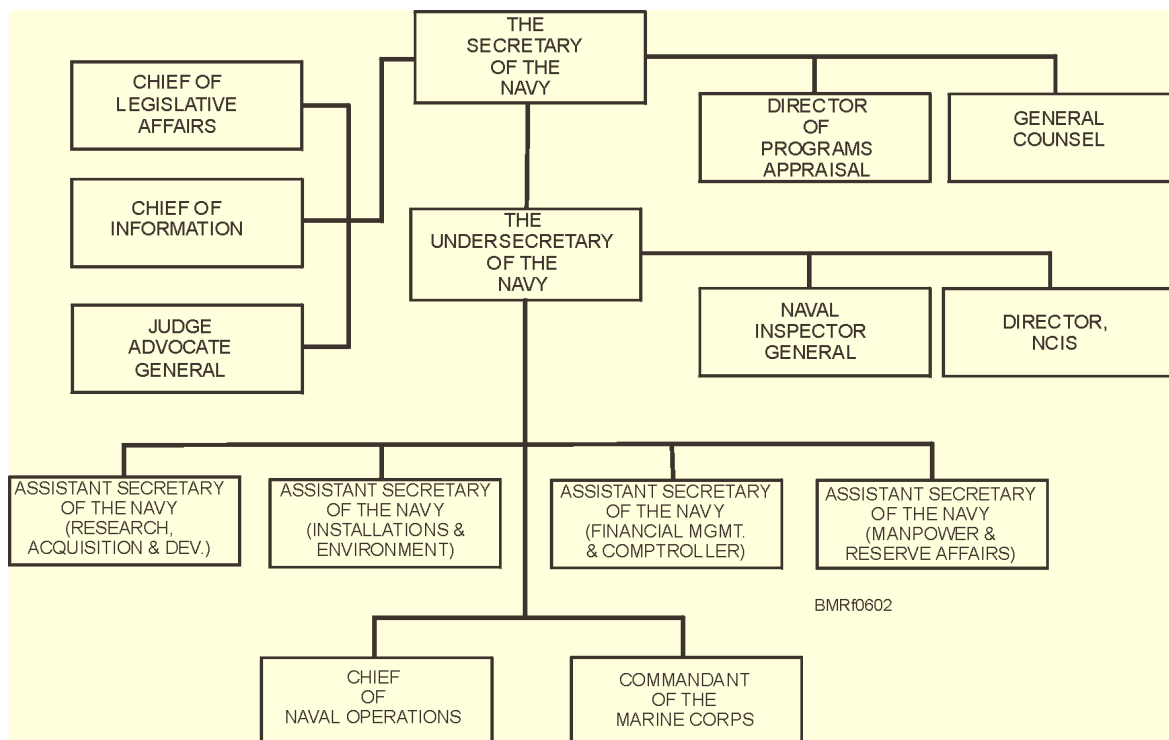 THE
SECRETARY
OF THE
NAVY
CHIEF OF
LEGISLATIVE
AFFAIRS
DIRECTOR
OF
PROGRAMS
APPRAISAL
GENERAL
COUNSEL
CHIEF OF
INFORMATION
THE
UNDERSECRETARY
OF THE
NAVY
JUDGE
ADVOCATE
GENERAL
NAVAL
INSPECTOR
GENERAL
DIRECTOR,
NCIS
ASSISTANT SECRETARY
OF THE NAVY
(RESEARCH,
ACQUISITION & DEV.)
ASSISTANT SECRETARY
OF THE NAVY
(INSTALLATIONS &
ENVIRONMENT)
ASSISTANT SECRETARY
OF THE NAVY
(FINANCIAL MGMT.
& COMPTROLLER)
ASSISTANT SECRETARY
OF THE NAVY
(MANPOWER &
RESERVE AFFAIRS)
BMRf0602
CHIEF
OF
NAVAL OPERATIONS
COMMANDANT
OF THE
MARINE CORPS